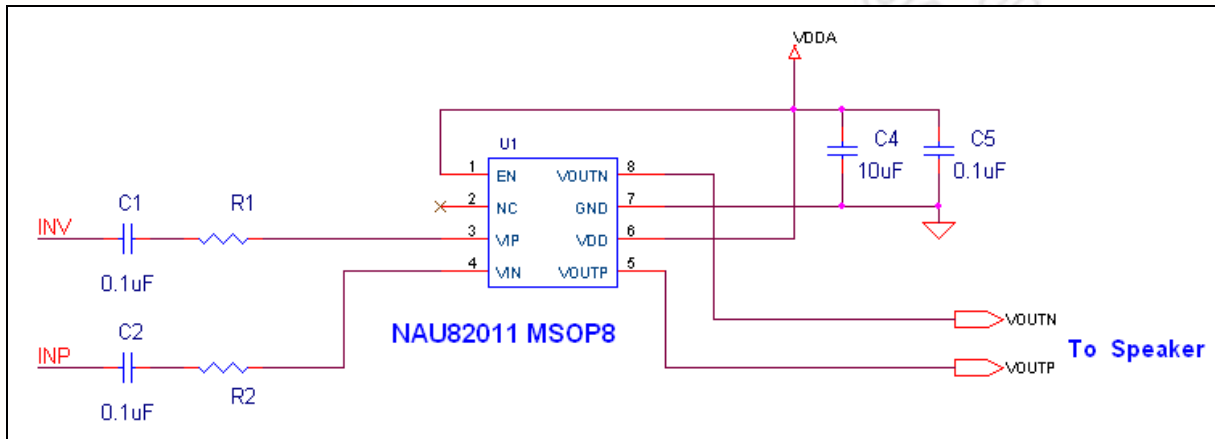 VDDA
U1
C4
10uF
C5
0.1uF
1 EN VOUTN 8
2 NC GND 7
3 VIP VDD 6
4 VIN VOUTP 5
C1
R1
INV
0.1uF
C2
INP
R2
0.1uF
NAU82011 MSOP8
VOUTN
To Speaker
VOUTP